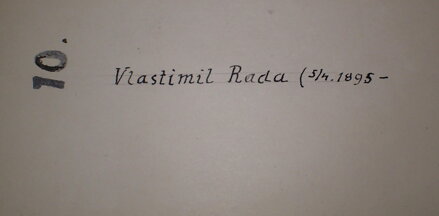 10.
Vlastimil Rada (5/4.1895 –